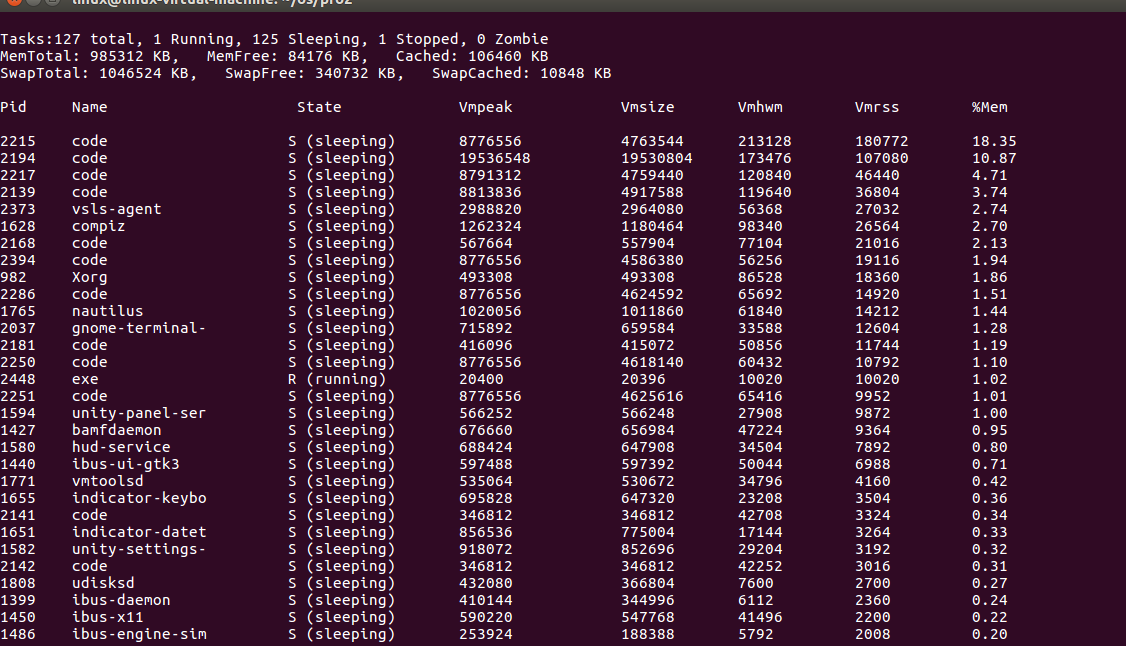 linux@linux-virtual-machine: ~/os/pro2
Tasks:127 total, 1 Running, 125 Sleeping, 1 Stopped, 0 Zombie
MemTotal: 985312 KB, MemFree: 84176 KB, Cached: 106460 KB
SwapTotal: 1046524 KB, SwapFree: 340732 KB, SwapCached: 10848 KB
Pid Name State Vmpeak Vmsize Vmhwm Vmrss %Mem
2215 code S (sleeping) 8776556 4763544 213128 180772 18.35
2194 code S (sleeping) 19536548 19530804 173476 107080 10.87
2217 code S (sleeping) 8791312 4759440 120840 46440 4.71
2139 code S (sleeping) 8813836 4917588 119640 36804 3.74
2373 vsls-agent S (sleeping) 2988820 2964080 56368 27032 2.74
1628 compiz S (sleeping) 1262324 1180464 98340 26564 2.70
2168 code S (sleeping) 567664 557904 77104 21016 2.13
2394 code S (sleeping) 8776556 4586380 56256 19116 1.94
982 Xorg S (sleeping) 493308 493308 86528 18360 1.86
2286 code S (sleeping) 8776556 4624592 65692 14920 1.51
1765 nautilus S (sleeping) 1020056 1011860 61840 14212 1.44
2037 gnome-terminal- S (sleeping) 715892 659584 33588 12604 1.28
2181 code S (sleeping) 416096 415072 50856 11744 1.19
2250 code S (sleeping) 8776556 4618140 60432 10792 1.10
2448 exe R (running) 20400 20396 10020 10020 1.02
2251 code S (sleeping) 8776556 4625616 65416 9952 1.01
1594 unity-panel-ser S (sleeping) 566252 566248 27908 9872 1.00
1427 bamfdaemon S (sleeping) 676660 656984 47224 9364 0.95
1580 hud-service S (sleeping) 688424 647908 34504 7892 0.80
1440 ibus-ui-gtk3 S (sleeping) 597488 597392 50044 6988 0.71
1771 vmtoolsd S (sleeping) 535064 530672 34796 4160 0.42
1655 indicator-keybo S (sleeping) 695828 647320 23208 3504 0.36
2141 code S (sleeping) 346812 346812 42708 3324 0.34
1651 indicator-datet S (sleeping) 856536 775004 17144 3264 0.33
1582 unity-settings- S (sleeping) 918072 852696 29204 3192 0.32
2142 code S (sleeping) 346812 346812 42252 3016 0.31
1808 udisksd S (sleeping) 432080 366804 7600 2700 0.27
1399 ibus-daemon S (sleeping) 410144 344996 6112 2360 0.24
1450 ibus-x11 S (sleeping) 590220 547768 41496 2200 0.22
1486 ibus-engine-sim S (sleeping) 253924 188388 5792 2008 0.20